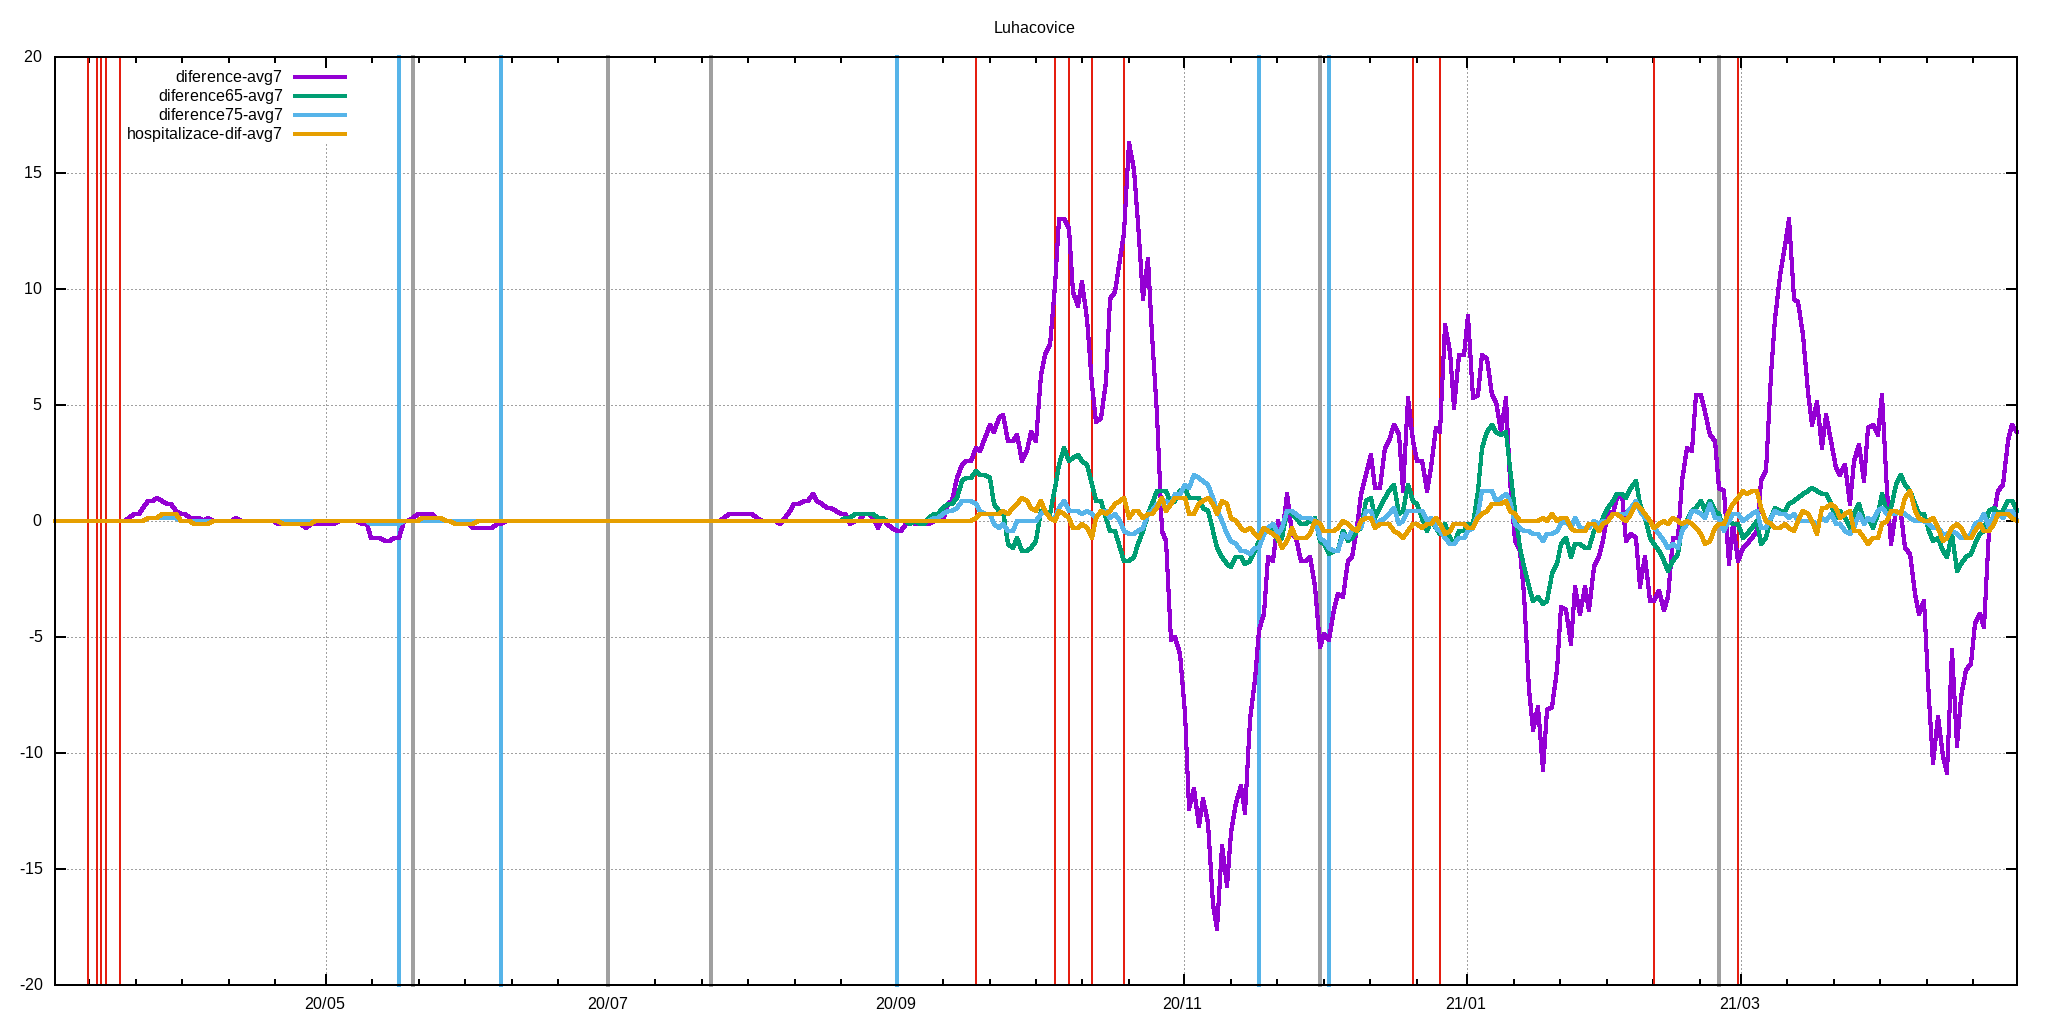 Luhacovice
20
diference-avg7
diference65-avg7
diference75-avg7
hospitalizace-dif-avg7
15
10
5
0
-5
-10
-15
-20
20/05 20/07 20/09 20/11 21/01 21/03